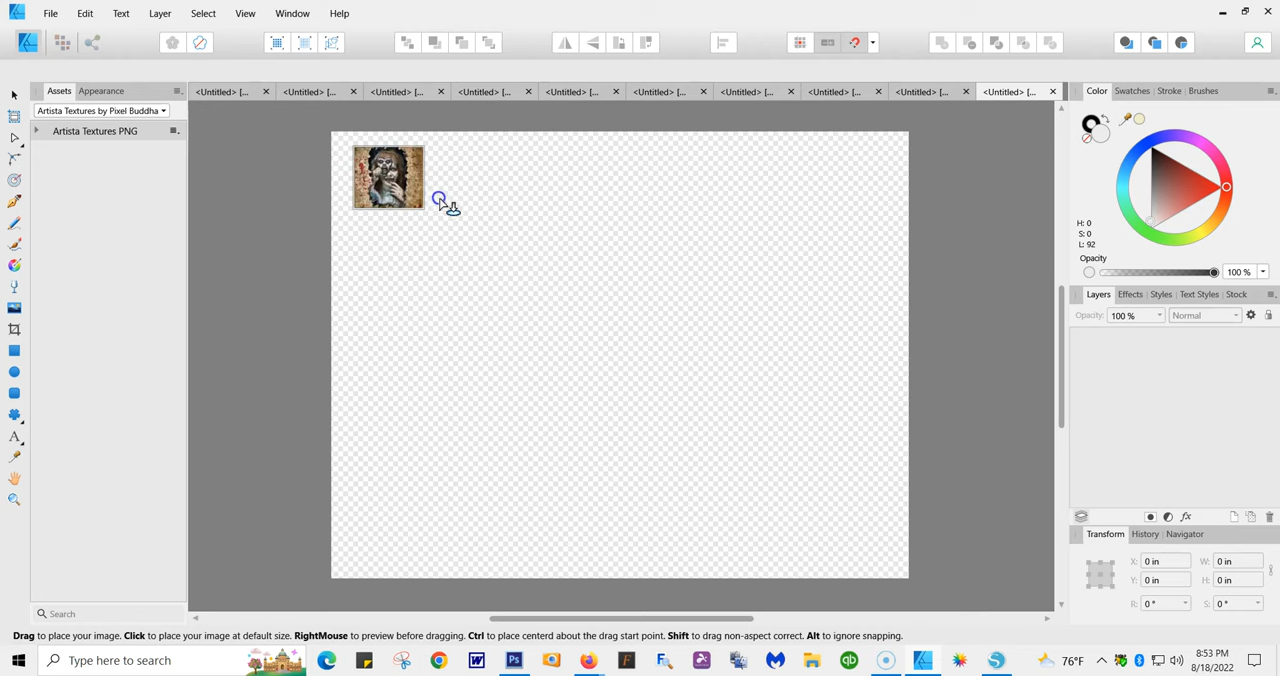 File Edit Text Layer Select View Window Help
Assets Appearance
<Untitled> [... <Untitled> [... <Untitled> [... <Untitled> [... <Untitled> [... <Untitled> [... <Untitled> [... <Untitled> [... <Untitled> [... <Untitled> [...
Color Swatches Stroke Brushes
Artista Textures by Pixel Buddha
Artista Textures PNG
H: 0
S: 0
L: 92
Opacity
100 %
Layers Effects Styles Text Styles Stock
Opacity: 100 % Normal
fx
Transform History Navigator
X: 0 in W: 0 in
Y: 0 in H: 0 in
R: 0 ° S: 0 °
Search
Drag to place your image. Click to place your image at default size. RightMouse to preview before dragging. Ctrl to place centerd about the drag start point. Shift to drag non-aspect correct. Alt to ignore snapping.
Type here to search
76°F
8:53 PM
8/18/2022